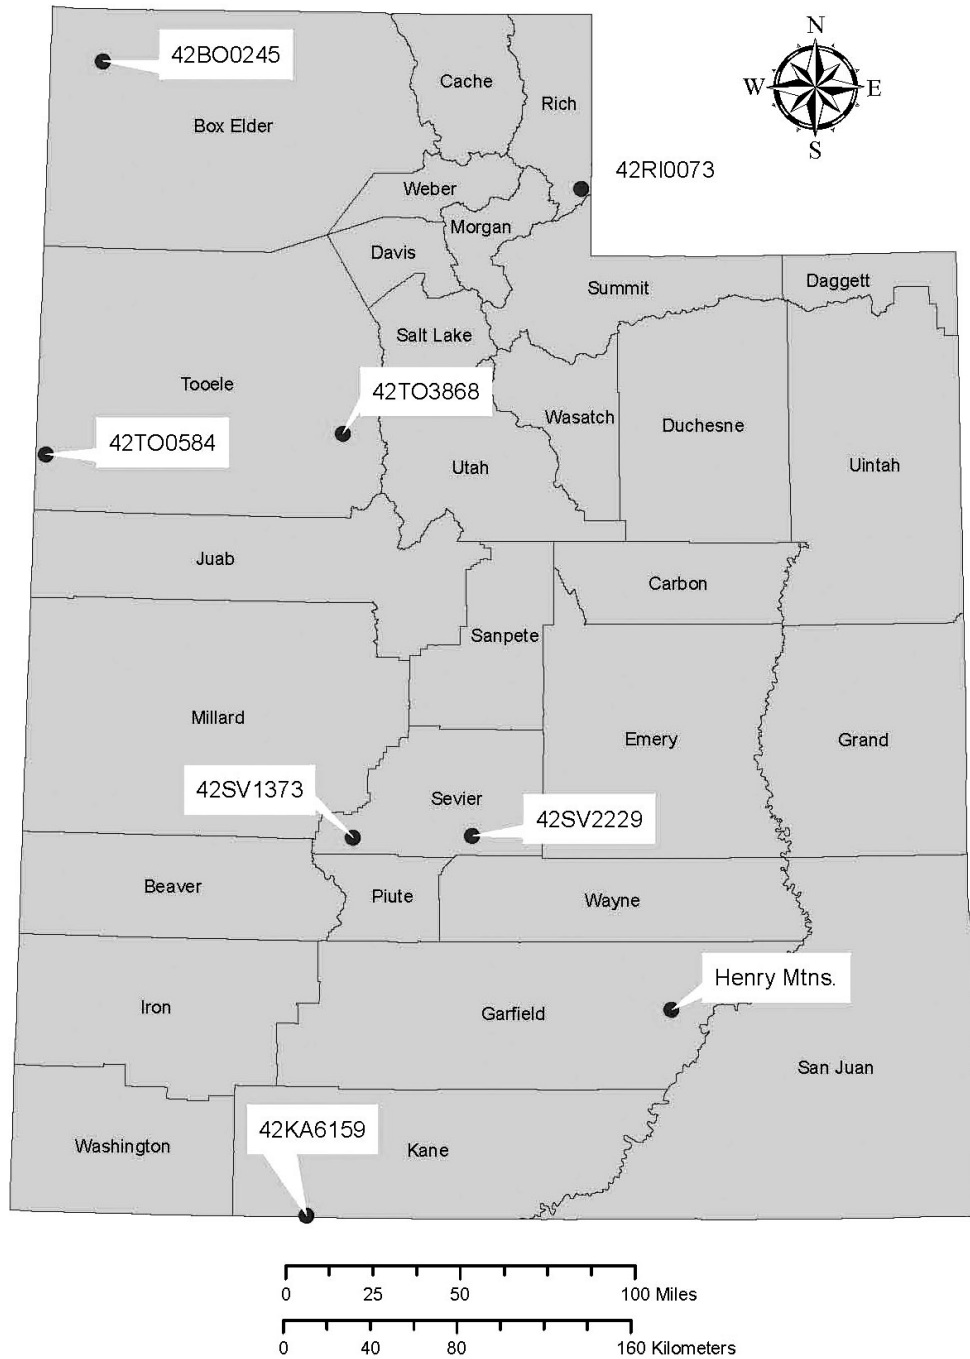 N
42BO0245
Cache
W
E
Rich
Box Elder
S
42RI0073
Weber
Morgan
Davis
Daggett
Summit
Salt Lake
Tooele
42TO3868
Wasatch
Duchesne
42TO0584
Utah
Uintah
Juab
Carbon
Sanpete
Millard
Emery
Grand
42SV1373
Sevier
42SV2229
Beaver
Piute
Wayne
Henry Mtns.
Iron
Garfield
San Juan
42KA6159
Washington
Kane
0 25 50 100 Miles
0 40 80 160 Kilometers